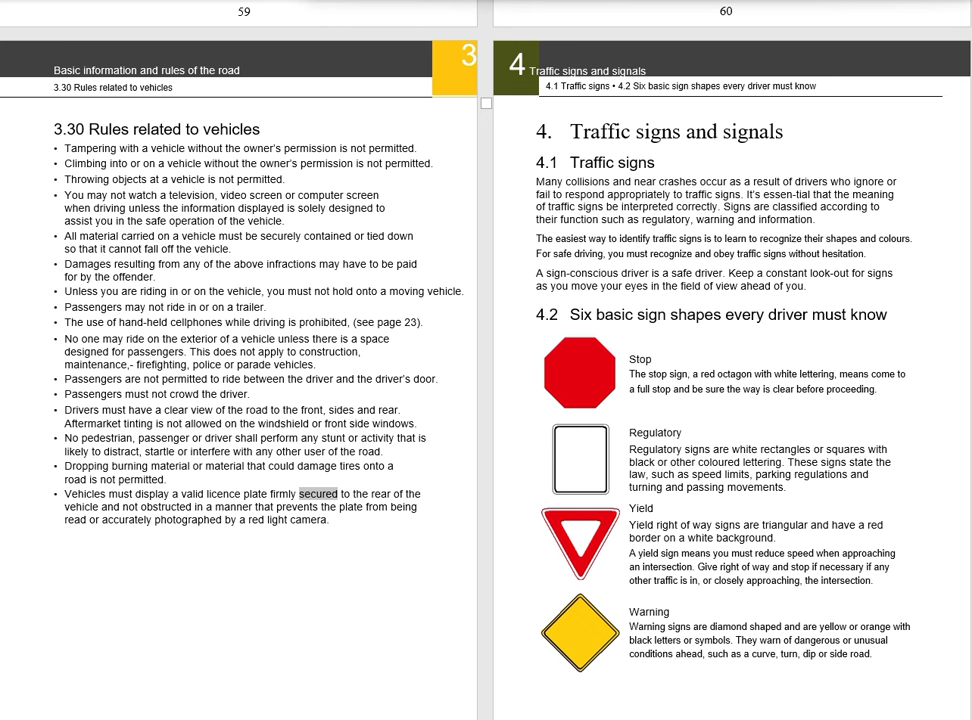 59
Basic information and rules of the road
3
3.30 Rules related to vehicles
3.30 Rules related to vehicles
• Tampering with a vehicle without the owner's permission is not permitted.
• Climbing into or on a vehicle without the owner's permission is not permitted.
• Throwing objects at a vehicle is not permitted.
• You may not watch a television, video screen or computer screen
when driving unless the information displayed is solely designed to
assist you in the safe operation of the vehicle.
• All material carried on a vehicle must be securely contained or tied down
so that it cannot fall off the vehicle.
• Damages resulting from any of the above infractions may have to be paid
for by the offender.
• Unless you are riding in or on the vehicle, you must not hold onto a moving vehicle.
• Passengers may not ride in or on a trailer.
• The use of hand-held cellphones while driving is prohibited, (see page 23).
• No one may ride on the exterior of a vehicle unless there is a space
designed for passengers. This does not apply to construction,
maintenance,- firefighting, police or parade vehicles.
• Passengers are not permitted to ride between the driver and the driver's door.
• Passengers must not crowd the driver.
• Drivers must have a clear view of the road to the front, sides and rear.
Aftermarket tinting is not allowed on the windshield or front side windows.
• No pedestrian, passenger or driver shall perform any stunt or activity that is
likely to distract, startle or interfere with any other user of the road.
• Dropping burning material or material that could damage tires onto a
road is not permitted.
• Vehicles must display a valid licence plate firmly secured to the rear of the
vehicle and not obstructed in a manner that prevents the plate from being
read or accurately photographed by a red light camera.
60
4 Traffic signs and signals
4.1 Traffic signs • 4.2 Six basic sign shapes every driver must know
4. Traffic signs and signals
4.1 Traffic signs
Many collisions and near crashes occur as a result of drivers who ignore or
fail to respond appropriately to traffic signs. It's essen-tial that the meaning
of traffic signs be interpreted correctly. Signs are classified according to
their function such as regulatory, warning and information.
The easiest way to identify traffic signs is to learn to recognize their shapes and colours.
For safe driving, you must recognize and obey traffic signs without hesitation.
A sign-conscious driver is a safe driver. Keep a constant look-out for signs
as you move your eyes in the field of view ahead of you.
4.2 Six basic sign shapes every driver must know
Stop
The stop sign, a red octagon with white lettering, means come to
a full stop and be sure the way is clear before proceeding.
Regulatory
Regulatory signs are white rectangles or squares with
black or other coloured lettering. These signs state the
law, such as speed limits, parking regulations and
turning and passing movements.
Yield
Yield right of way signs are triangular and have a red
border on a white background.
A yield sign means you must reduce speed when approaching
an intersection. Give right of way and stop if necessary if any
other traffic is in, or closely approaching, the intersection.
Warning
Warning signs are diamond shaped and are yellow or orange with
black letters or symbols. They warn of dangerous or unusual
conditions ahead, such as a curve, turn, dip or side road.